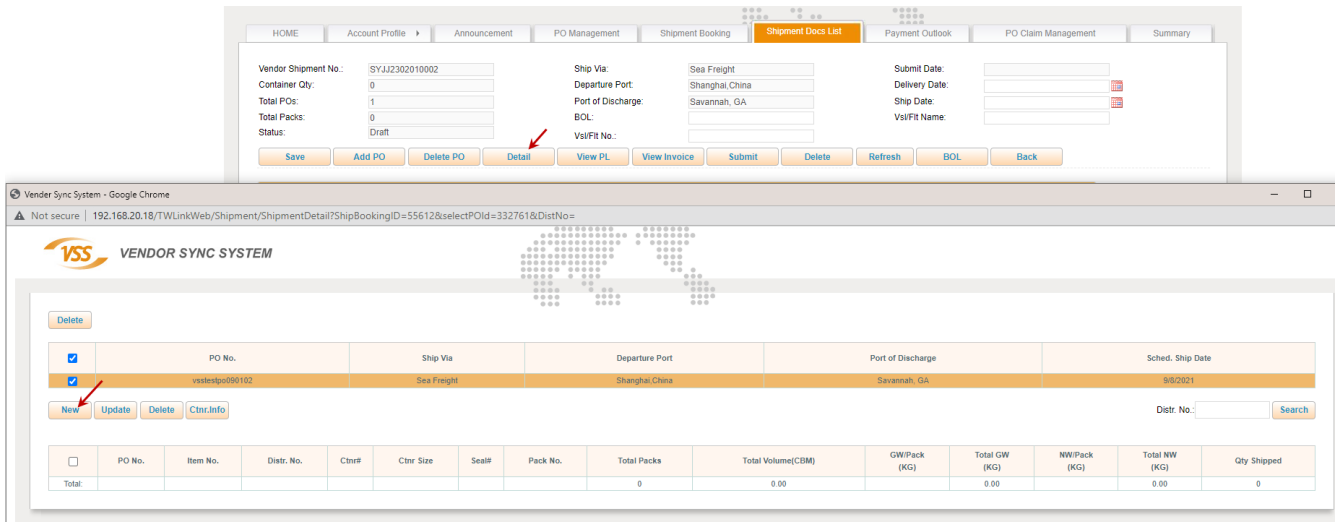 HOME Account Profile Announcement PO Management Shipment Booking Shipment Docs List Payment Outlook PO Claim Management Summary
Vendor Shipment No.: SYJJ2302010002 Ship Via: Sea Freight Submit Date:
Container Qty: 0 Departure Port: Shanghai,China Delivery Date:
Total POs: 1 Port of Discharge: Savannah, GA Ship Date:
Total Packs: 0 BOL: Vsl/Flt Name:
Status: Draft Vsl/Flt No.:
Save Add PO Delete PO Detail View PL View Invoice Submit Delete Refresh BOL Back
Vender Sync System - Google Chrome
Not secure | 192.168.20.18/TWLinkWeb/Shipment/ShipmentDetail?ShipBookingID=55612&selectPOId=332761&DistNo=
VSS VENDOR SYNC SYSTEM
Delete
PO No. Ship Via Departure Port Port of Discharge Sched. Ship Date
vsstestpo090102 Sea Freight Shanghai,China Savannah, GA 9/8/2021
New Update Delete Ctnr.Info Distr. No.: Search
PO No. Item No. Distr. No. Ctnr# Ctnr Size Seal# Pack No. Total Packs Total Volume(CBM) GW/Pack (KG) Total GW (KG) NW/Pack (KG) Total NW (KG) Qty Shipped
Total: 0 0.00 0.00 0.00 0